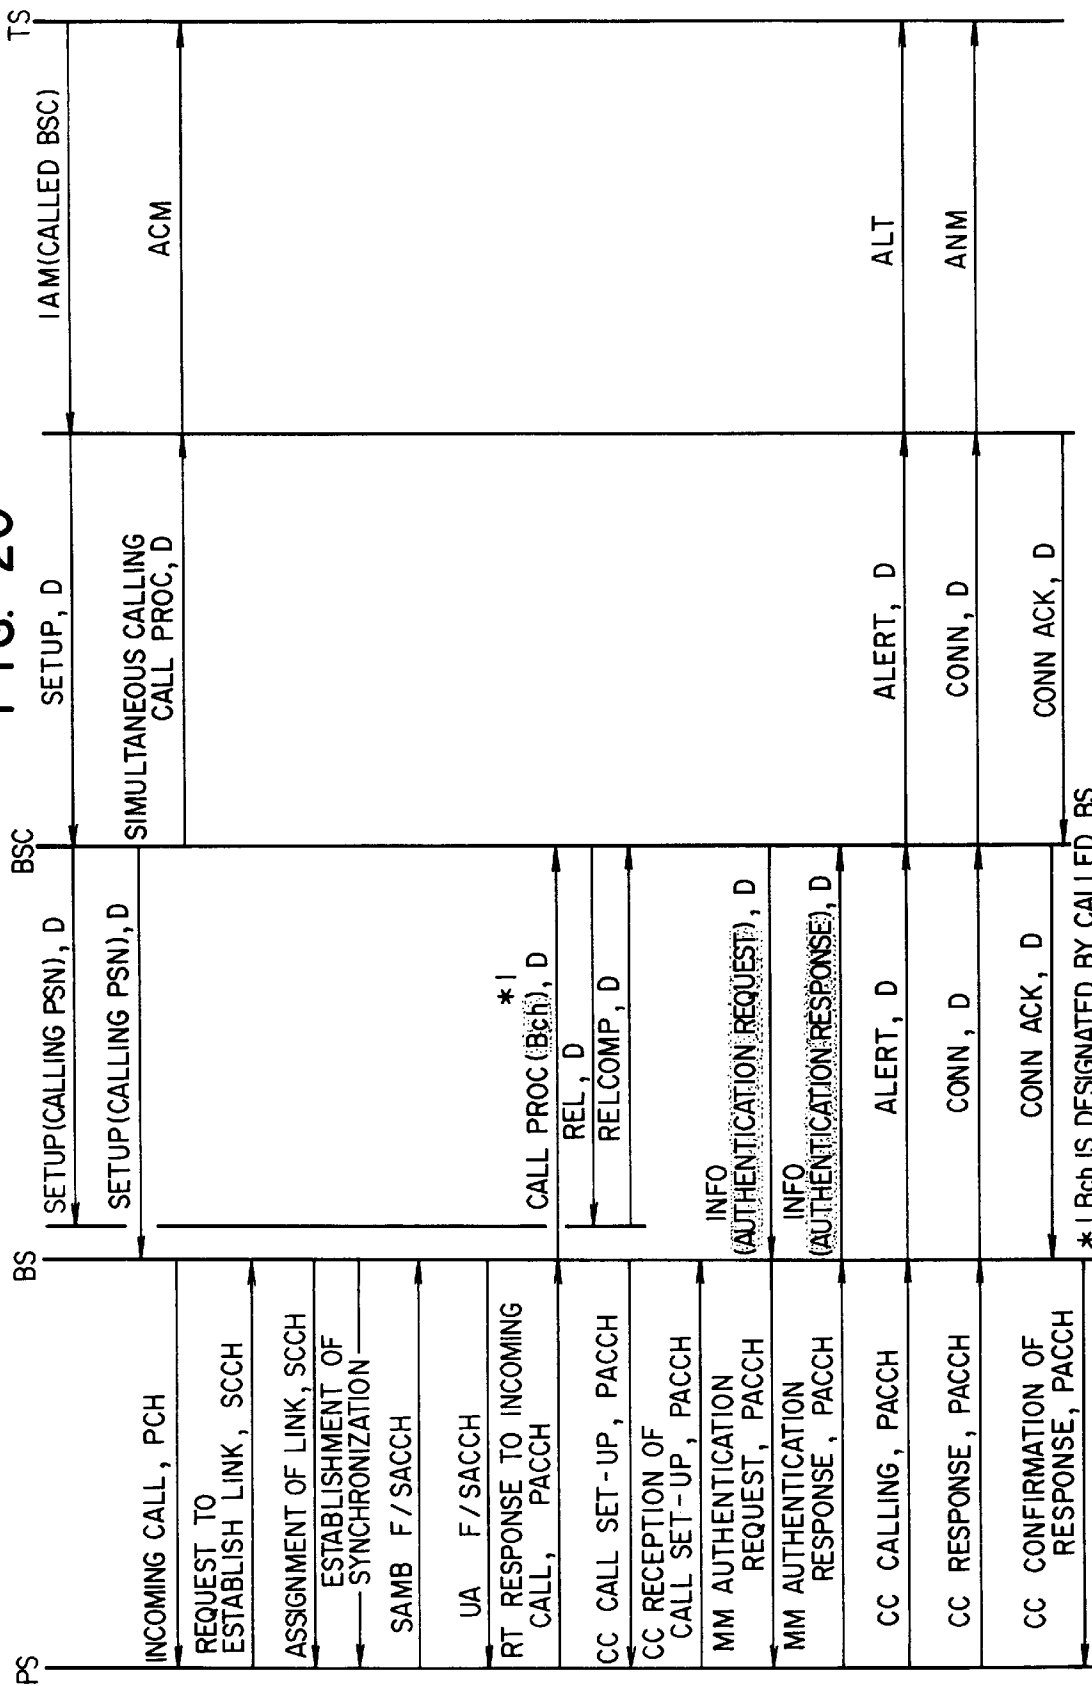 FIG. 20
PS
BS
BSC
TS
IAM(CALLED BSC)
SETUP, D
SETUP(CALLING PSN), D
SETUP(CALLING PSN), D
INCOMING CALL, PCH
SIMULTANEOUS CALLING
CALL PROC, D
ACM
REQUEST TO
ESTABLISH LINK, SCCH
ASSIGNMENT OF LINK, SCCH
ESTABLISHMENT OF
SYNCHRONIZATION
SAMB F/SACCH
UA F/SACCH
RT RESPONSE TO INCOMING
CALL, PACCH
*1
CALL PROC(Bch), D
REL, D
RELCOMP, D
CC CALL SET-UP, PACCH
CC RECEPTION OF
CALL SET-UP, PACCH
MM AUTHENTICATION
REQUEST, PACCH
INFO
(AUTHENTICATION REQUEST), D
MM AUTHENTICATION
RESPONSE, PACCH
INFO
(AUTHENTICATION RESPONSE), D
CC CALLING, PACCH
ALERT, D
ALERT, D
ALT
CC RESPONSE, PACCH
CONN, D
CONN, D
ANM
CC CONFIRMATION OF
RESPONSE, PACCH
CONN ACK, D
CONN ACK, D
*1 Bch IS DESIGNATED BY CALLED BS